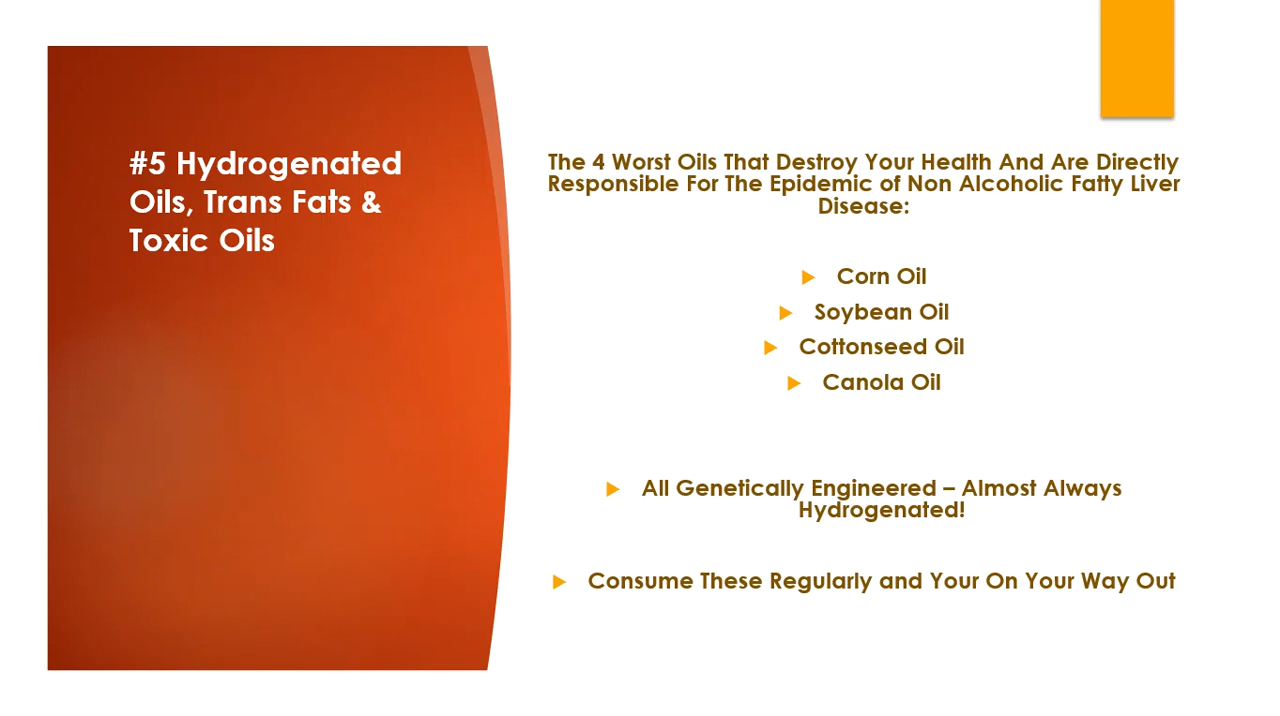 #5 Hydrogenated
Oils, Trans Fats &
Toxic Oils
The 4 Worst Oils That Destroy Your Health And Are Directly
Responsible For The Epidemic of Non Alcoholic Fatty Liver
Disease:
Corn Oil
Soybean Oil
Cottonseed Oil
Canola Oil
All Genetically Engineered – Almost Always
Hydrogenated!
Consume These Regularly and Your On Your Way Out